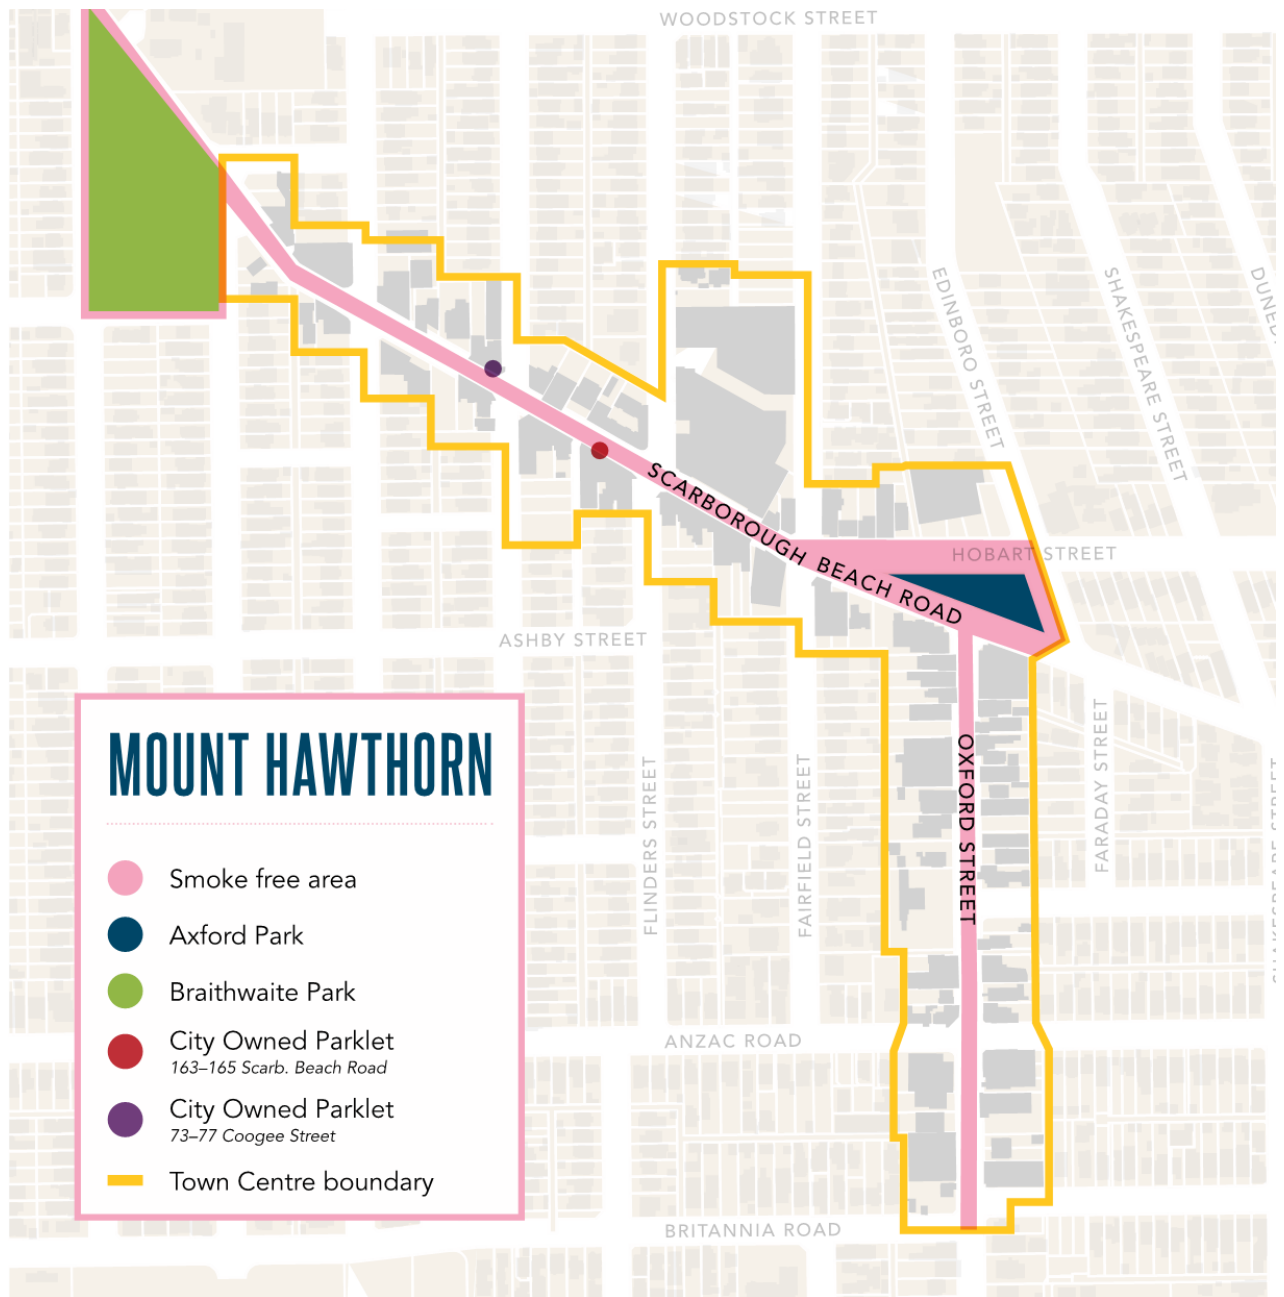 WOODSTOCK STREET
EDINBORO STREET
SHAKESPEARE STREET
SCARBOROUGH BEACH ROAD
HOBART STREET
ASHBY STREET
MOUNT HAWTHORN
Smoke free area
Axford Park
Braithwaite Park
City Owned Parklet
163–165 Scarb. Beach Road
City Owned Parklet
73–77 Coogee Street
Town Centre boundary
FLINDERS STREET
FAIRFIELD STREET
OXFORD STREET
FARADAY STREET
ANZAC ROAD
BRITANNIA ROAD